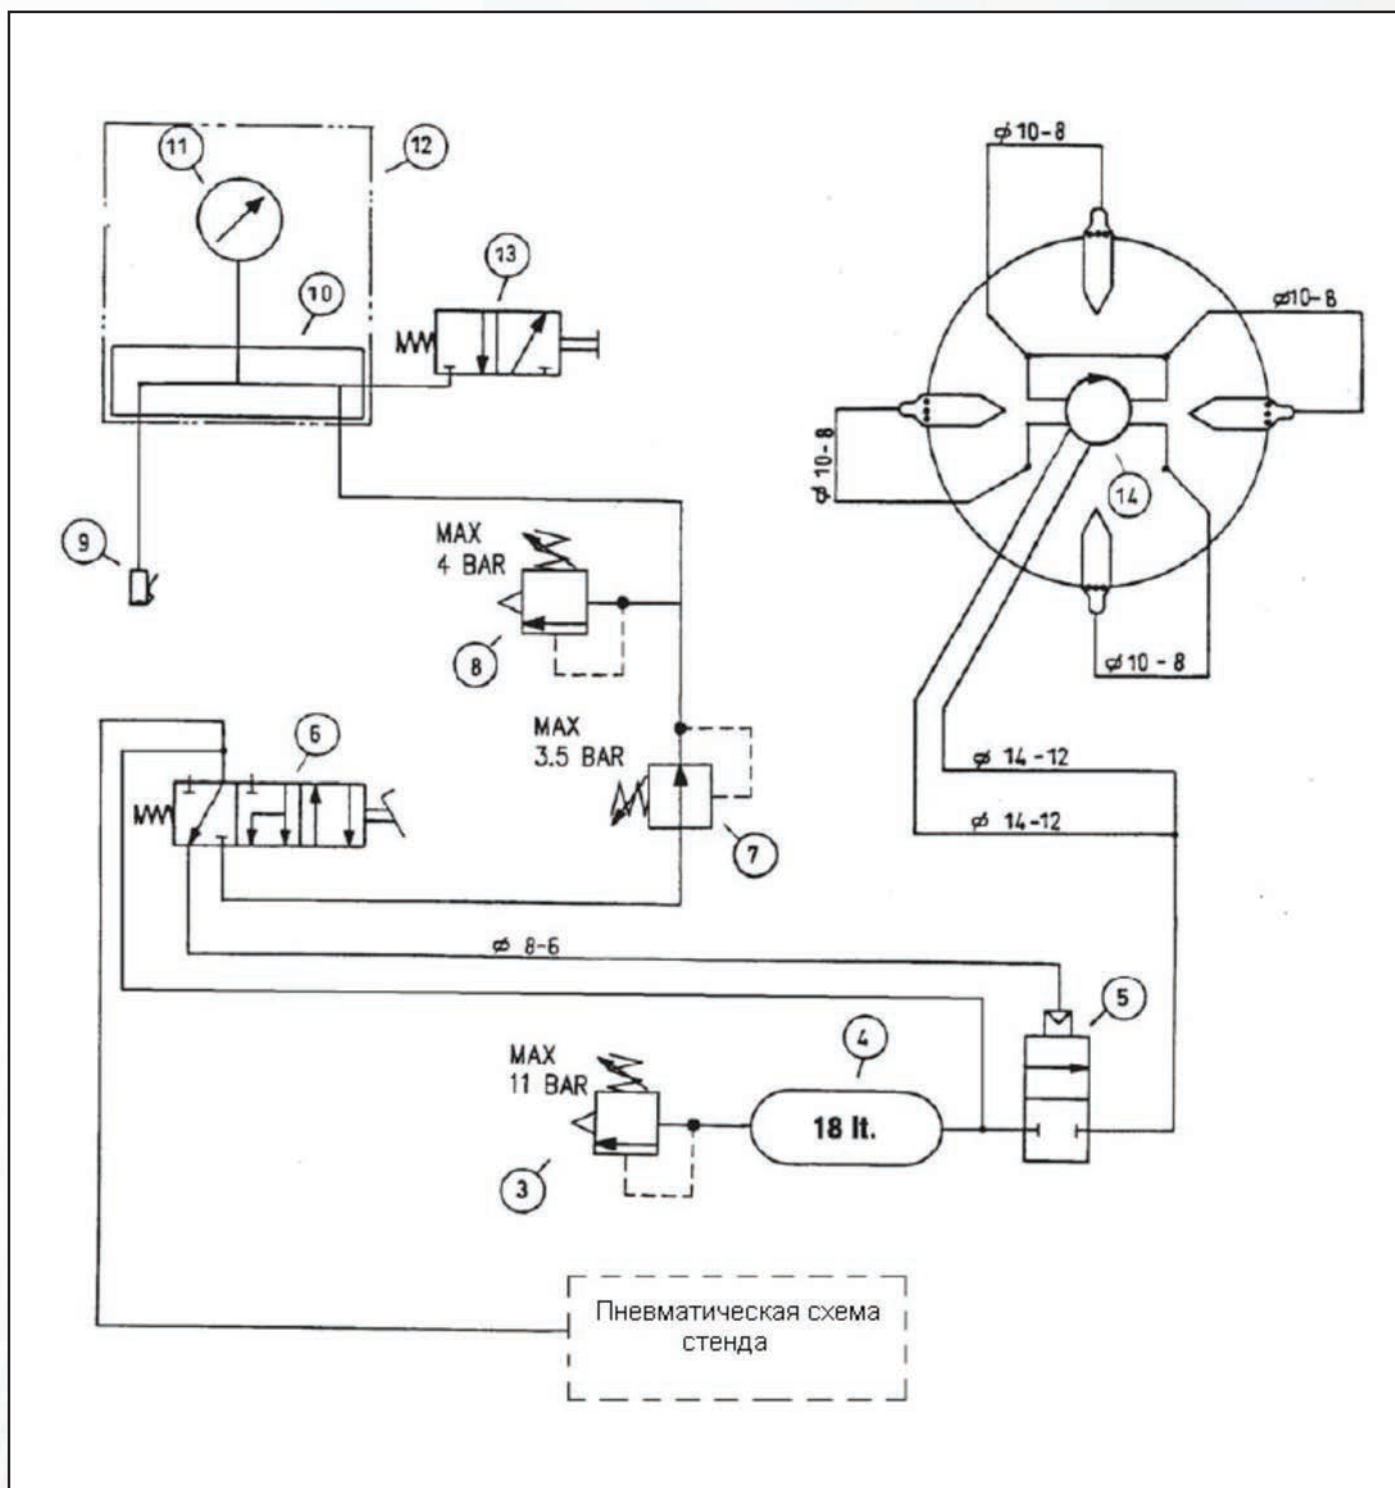 ø 10-8
11
12
13
10
ø10-8
ø 10-8
14
9
MAX
4 BAR
8
ø 10-8
6
MAX
3.5 BAR
ø 14-12
ø 14-12
7
ø 8-6
5
4
MAX
11 BAR
18 lt.
3
Пневматическая схема
стенда